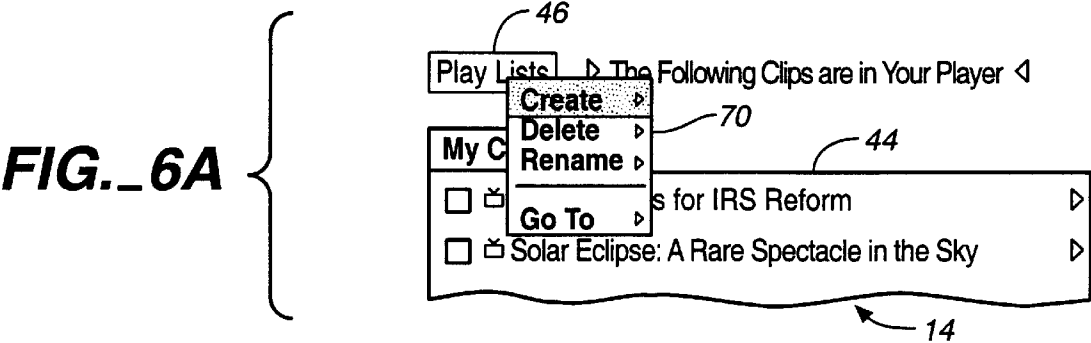 46
Play Lists ▷ The Following Clips are in Your Player ◁
Create ▷
Delete ▷
70
My C
Rename ▷
44
FIG._6A
s for IRS Reform ▷
Go To ▷
Solar Eclipse: A Rare Spectacle in the Sky ▷
14